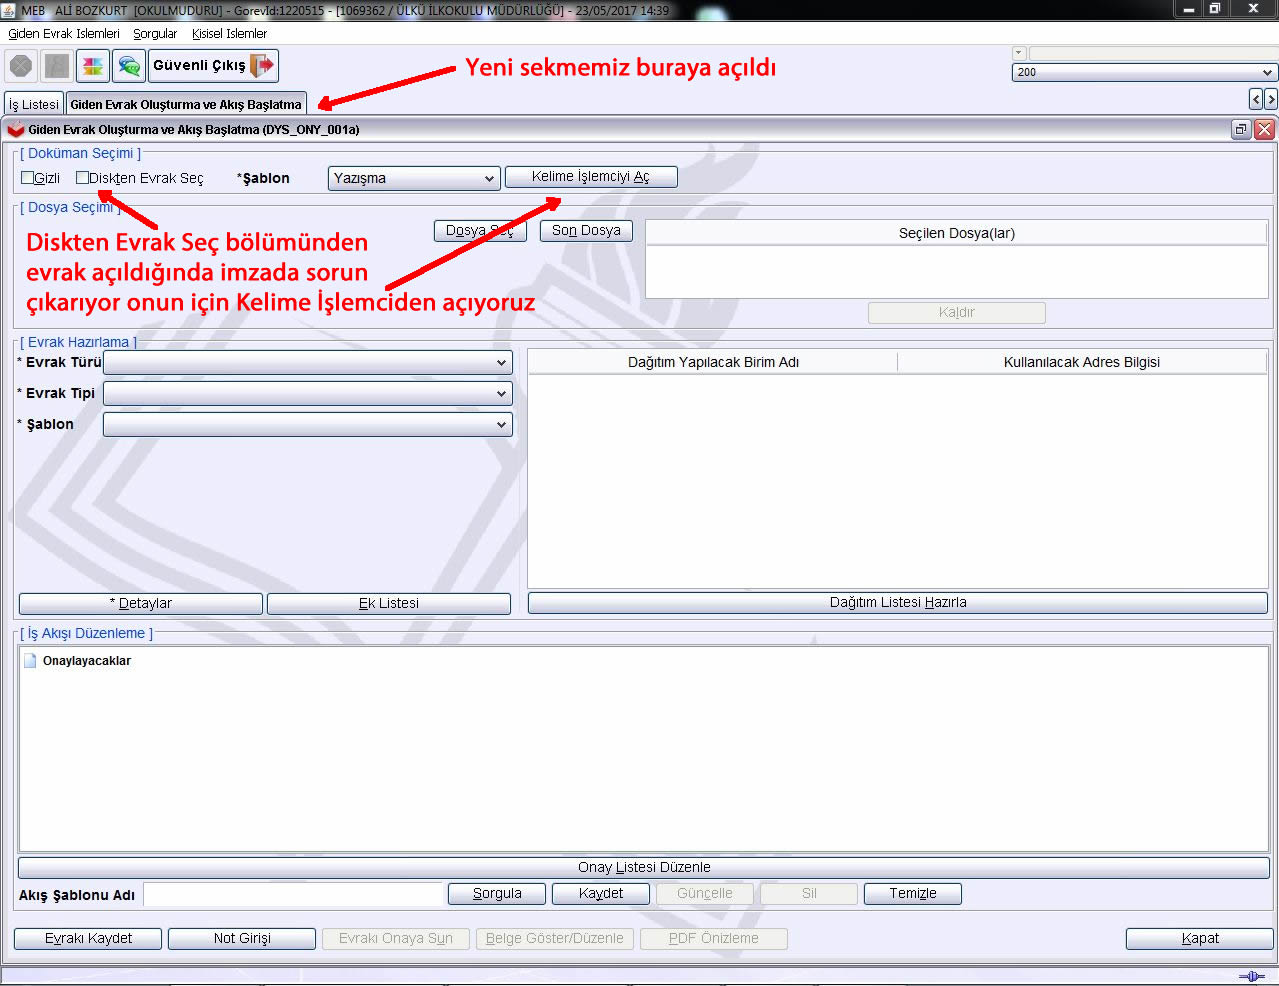 MEB ALİ BOZKURT [OKULMUDURU] - GorevId:1220515 - [1069362 / ÜLKÜ İLKOKULU MÜDÜRLÜĞÜ] - 23/05/2017 14:39
Giden Evrak Islemleri Sorgular Kisisel Islemler
Güvenli Çıkış
Yeni sekmemiz buraya açıldı
200
İş Listesi Giden Evrak Oluşturma ve Akış Başlatma
Giden Evrak Oluşturma ve Akış Başlatma (DYS_ONY_001a)
[ Doküman Seçimi ]
Gizli Diskten Evrak Seç *Şablon Yazışma Kelime İşlemciyi Aç
[ Dosya Seçimi ]
Dosya Seç Son Dosya Seçilen Dosya(lar)
Diskten Evrak Seç bölümünden
evrak açıldığında imzada sorun
çıkarıyor onun için Kelime İşlemciden açıyoruz
Kaldır
[ Evrak Hazırlama ]
* Evrak Türü
Dağıtım Yapılacak Birim Adı Kullanılacak Adres Bilgisi
* Evrak Tipi
* Şablon
* Detaylar Ek Listesi Dağıtım Listesi Hazırla
[ İş Akışı Düzenleme ]
Onaylayacaklar
Onay Listesi Düzenle
Akış Şablonu Adı Sorgula Kaydet Güncelle Sil Temizle
Evrakı Kaydet Not Girişi Evrakı Onaya Sun Belge Göster/Düzenle PDF Önizleme Kapat